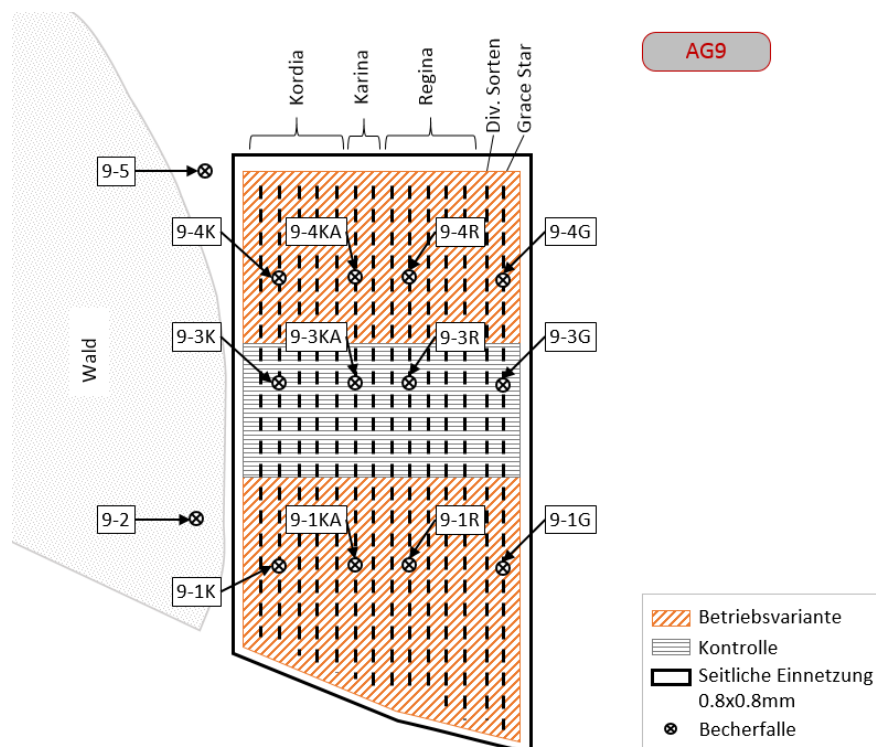 AG9
Kordia
Karina
Regina
Div. Sorten
Grace Star
9-5
9-4K
9-4KA
9-4R
9-4G
Wald
9-3K
9-3KA
9-3R
9-3G
9-2
9-1KA
9-1R
9-1G
9-1K
Betriebsvariante
Kontrolle
Seitliche Einnetzung
0.8x0.8mm
Becherfalle